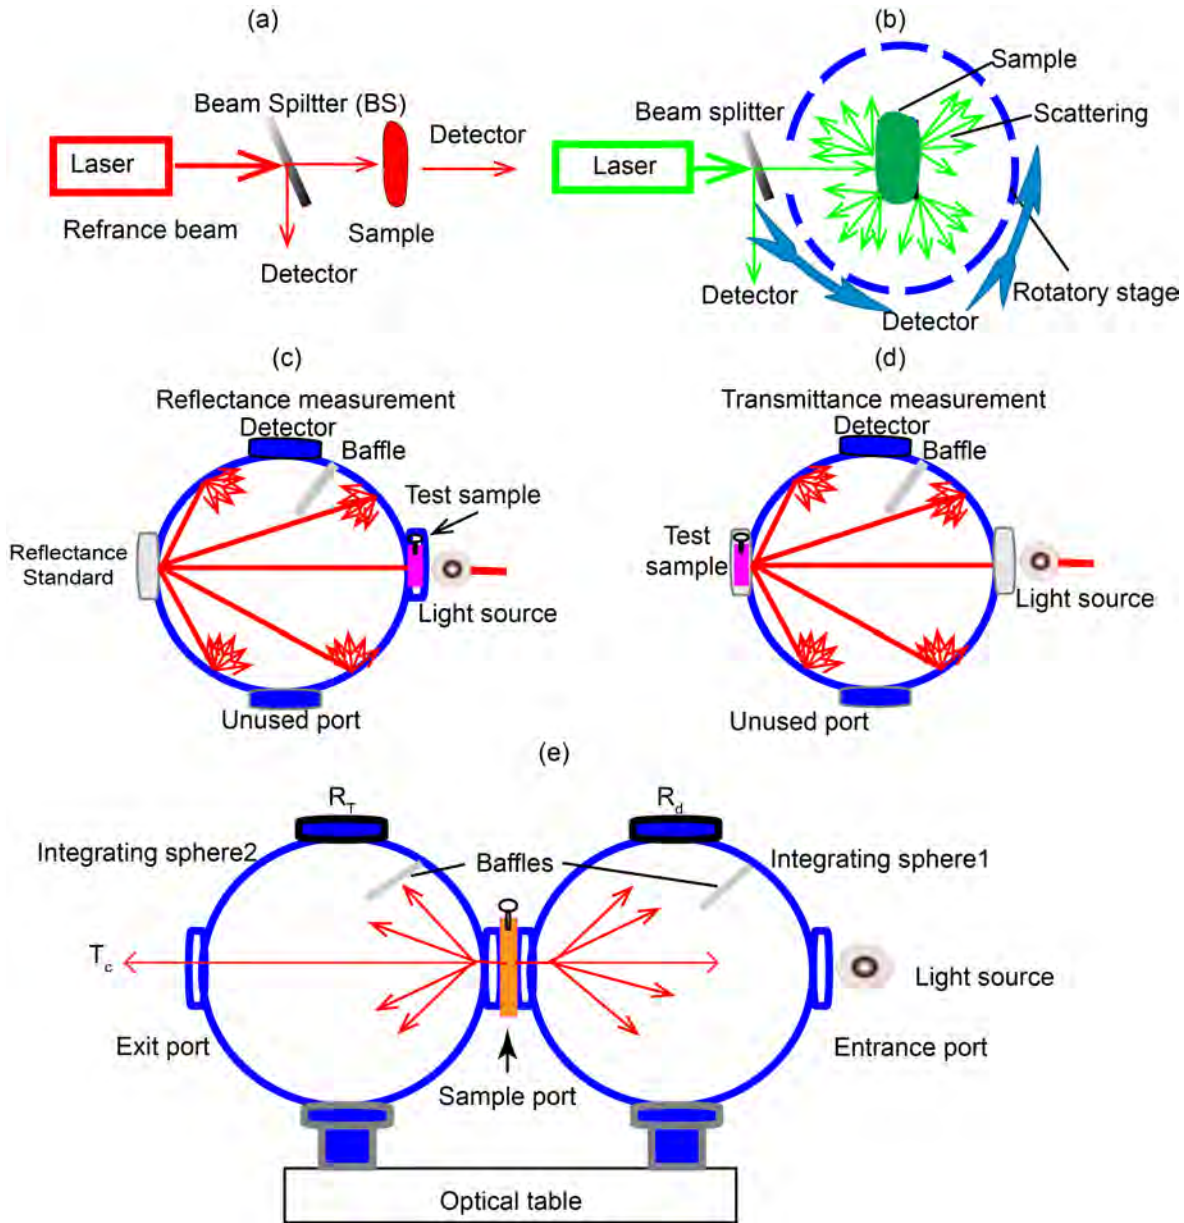 (a)
Beam Spiltter (BS)
Detector
Laser
Refrance beam
Sample
Detector
(b)
Sample
Beam splitter
Scattering
Laser
Detector
Detector
Rotatory stage
(c)
Reflectance measurement
Detector
Baffle
Test sample
Reflectance
Standard
Light source
Unused port
(d)
Transmittance measurement
Detector
Baffle
Test
sample
Light source
Unused port
(e)
R_T
R_d
Integrating sphere2
Baffles
Integrating sphere1
T_c
Light source
Exit port
Entrance port
Sample port
Optical table